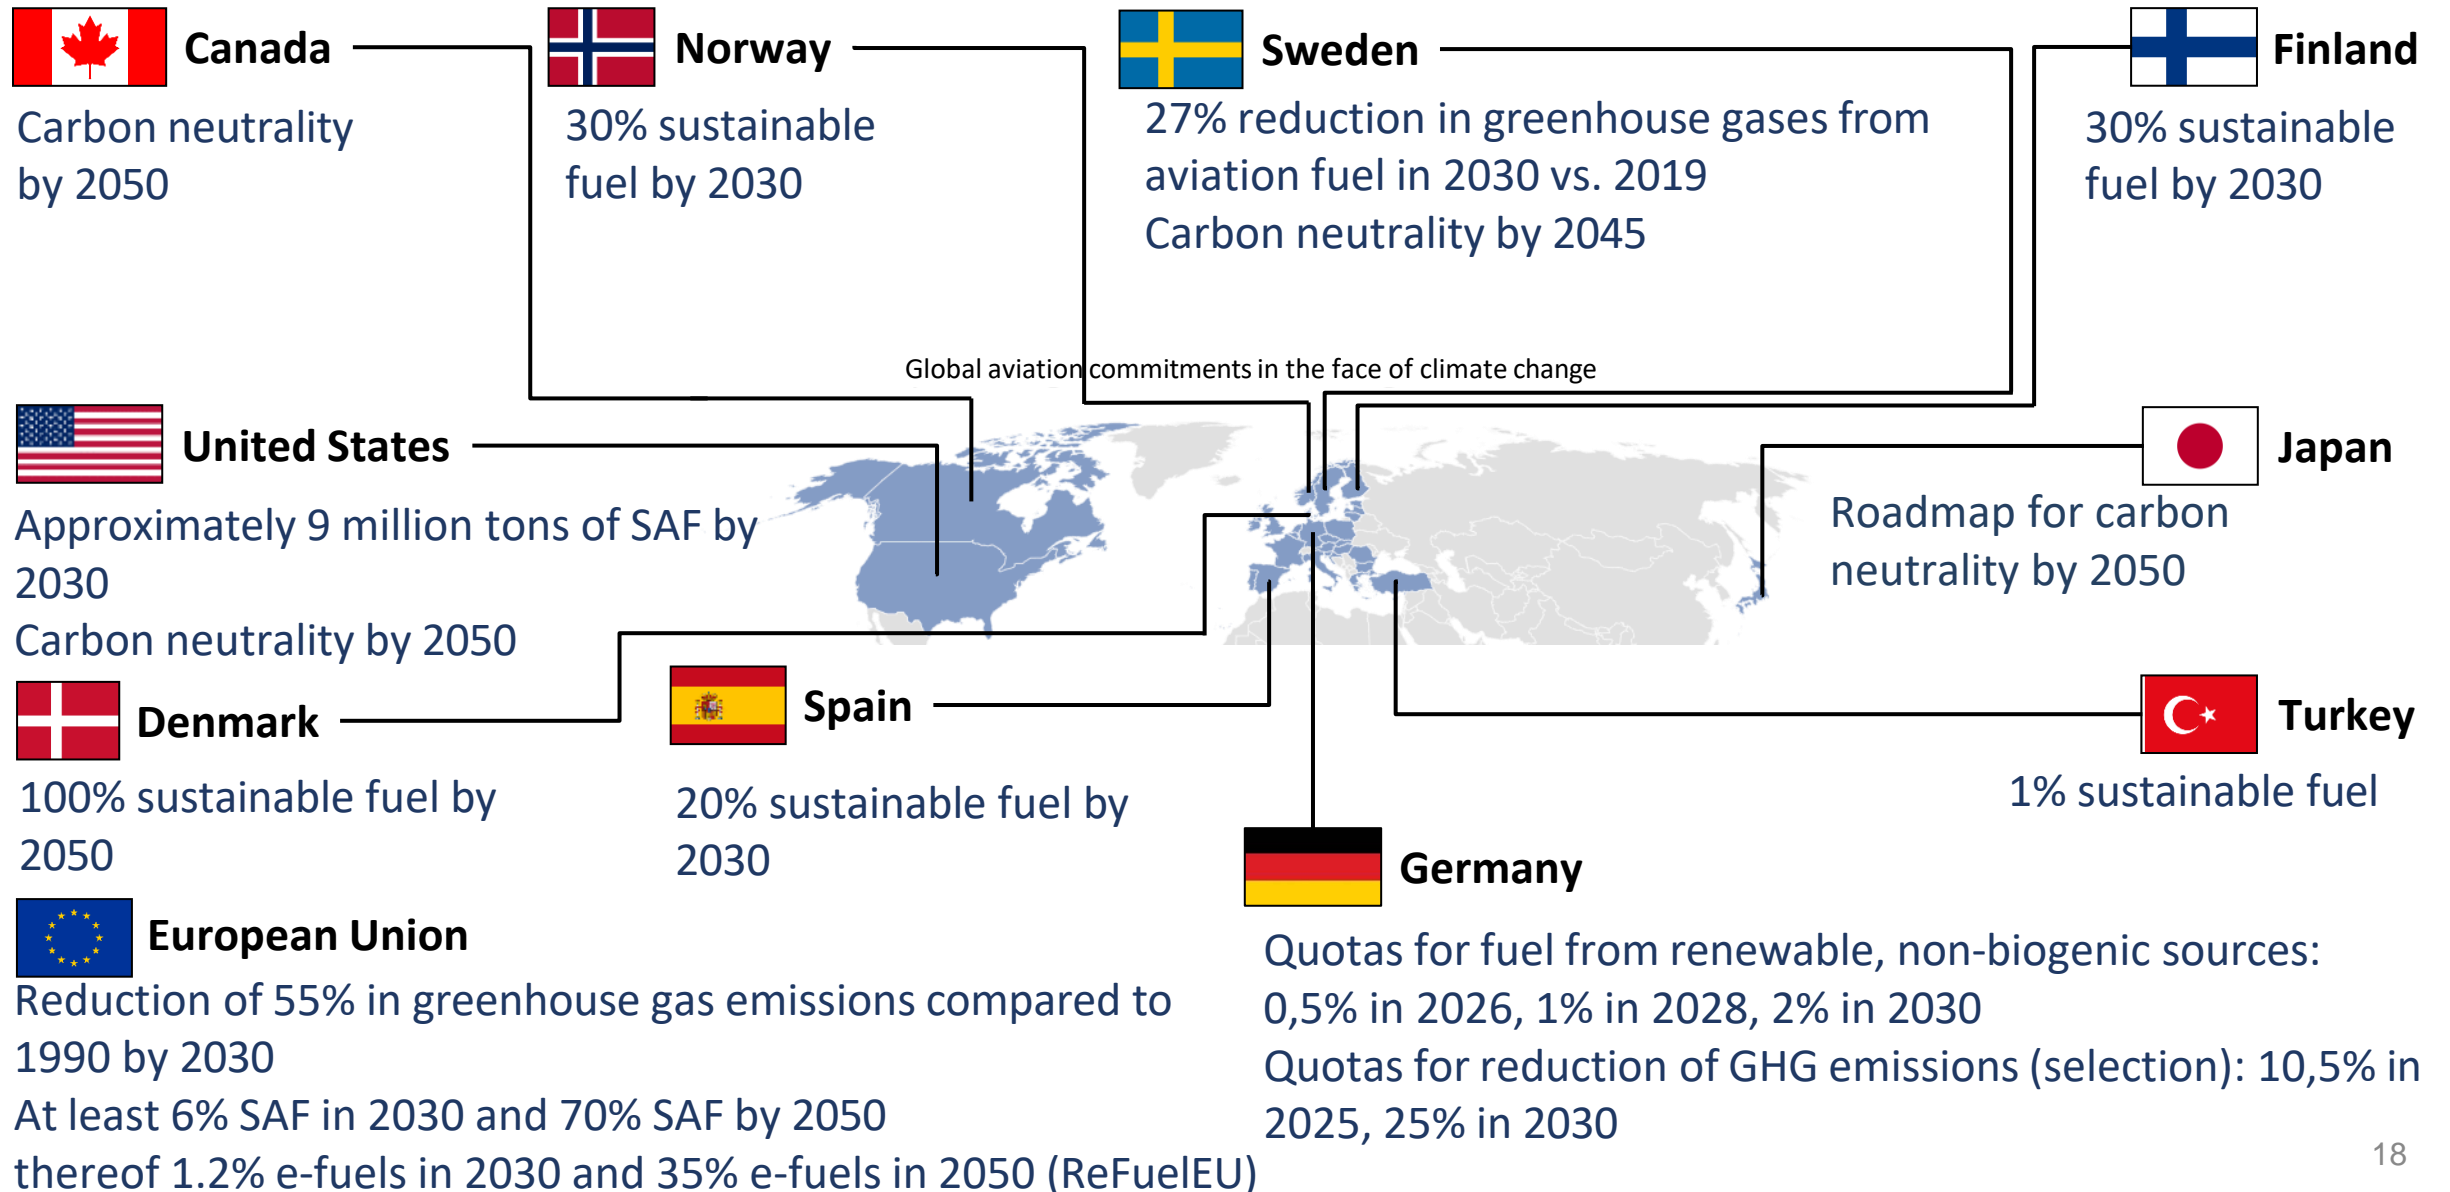 Canada
Carbon neutrality
by 2050
Norway
30% sustainable
fuel by 2030
Sweden
27% reduction in greenhouse gases from
aviation fuel in 2030 vs. 2019
Carbon neutrality by 2045
Finland
30% sustainable
fuel by 2030
Global aviation commitments in the face of climate change
United States
Approximately 9 million tons of SAF by
2030
Carbon neutrality by 2050
Japan
Roadmap for carbon
neutrality by 2050
Denmark
100% sustainable fuel by
2050
Spain
20% sustainable fuel by
2030
Turkey
1% sustainable fuel
European Union
Reduction of 55% in greenhouse gas emissions compared to
1990 by 2030
At least 6% SAF in 2030 and 70% SAF by 2050
thereof 1.2% e-fuels in 2030 and 35% e-fuels in 2050 (ReFuelEU)
Germany
Quotas for fuel from renewable, non-biogenic sources:
0,5% in 2026, 1% in 2028, 2% in 2030
Quotas for reduction of GHG emissions (selection): 10,5% in
2025, 25% in 2030
18